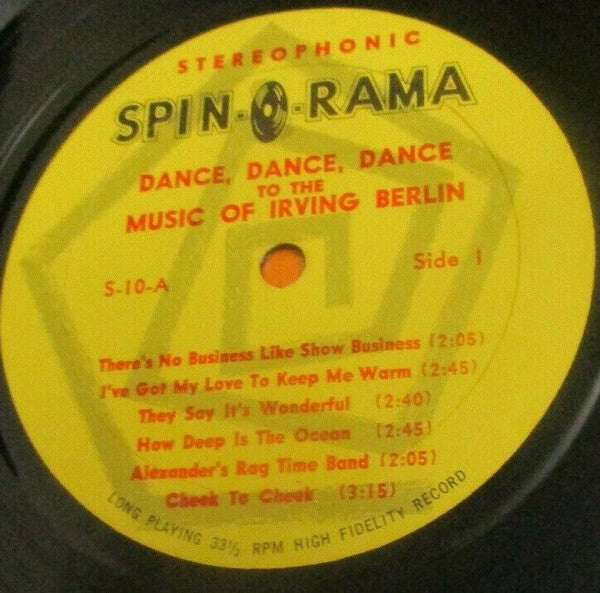 STEREOPHONIC
SPIN-O-RAMA
DANCE, DANCE, DANCE
TO THE
MUSIC OF IRVING BERLIN
S-10-A
Side 1
There's No Business Like Show Business (2:05)
I've Got My Love To Keep Me Warm (2:45)
They Say It's Wonderful (2:40)
How Deep Is The Ocean (2:45)
Alexander's Rag Time Band (2:05)
Cheek To Cheek (3:15)
LONG PLAYING 33⅓ RPM HIGH FIDELITY RECORD